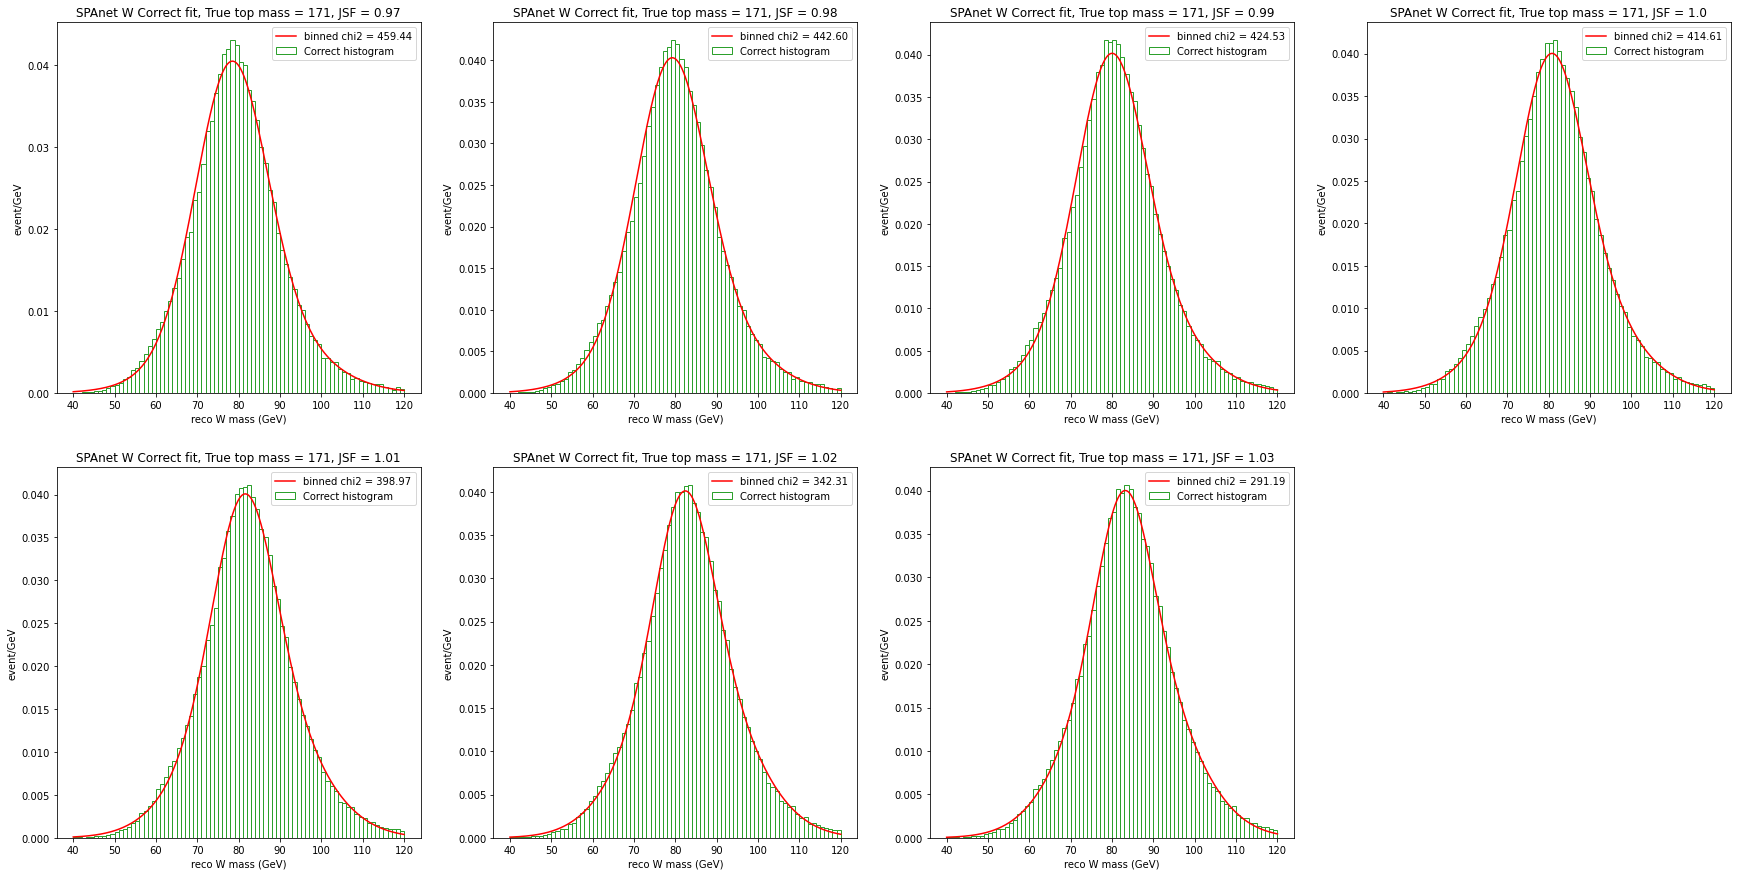 SPAnet W Correct fit, True top mass = 171, JSF = 0.97
binned chi2 = 459.44
Correct histogram
event/GeV
0.04
0.03
0.02
0.01
0.00
40 50 60 70 80 90 100 110 120
reco W mass (GeV)
SPAnet W Correct fit, True top mass = 171, JSF = 0.98
binned chi2 = 442.60
Correct histogram
event/GeV
0.040
0.035
0.030
0.025
0.020
0.015
0.010
0.005
0.000
40 50 60 70 80 90 100 110 120
reco W mass (GeV)
SPAnet W Correct fit, True top mass = 171, JSF = 0.99
binned chi2 = 424.53
Correct histogram
event/GeV
0.040
0.035
0.030
0.025
0.020
0.015
0.010
0.005
0.000
40 50 60 70 80 90 100 110 120
reco W mass (GeV)
SPAnet W Correct fit, True top mass = 171, JSF = 1.0
binned chi2 = 414.61
Correct histogram
event/GeV
0.040
0.035
0.030
0.025
0.020
0.015
0.010
0.005
0.000
40 50 60 70 80 90 100 110 120
reco W mass (GeV)
SPAnet W Correct fit, True top mass = 171, JSF = 1.01
binned chi2 = 398.97
Correct histogram
event/GeV
0.040
0.035
0.030
0.025
0.020
0.015
0.010
0.005
0.000
40 50 60 70 80 90 100 110 120
reco W mass (GeV)
SPAnet W Correct fit, True top mass = 171, JSF = 1.02
binned chi2 = 342.31
Correct histogram
event/GeV
0.040
0.035
0.030
0.025
0.020
0.015
0.010
0.005
0.000
40 50 60 70 80 90 100 110 120
reco W mass (GeV)
SPAnet W Correct fit, True top mass = 171, JSF = 1.03
binned chi2 = 291.19
Correct histogram
event/GeV
0.040
0.035
0.030
0.025
0.020
0.015
0.010
0.005
0.000
40 50 60 70 80 90 100 110 120
reco W mass (GeV)